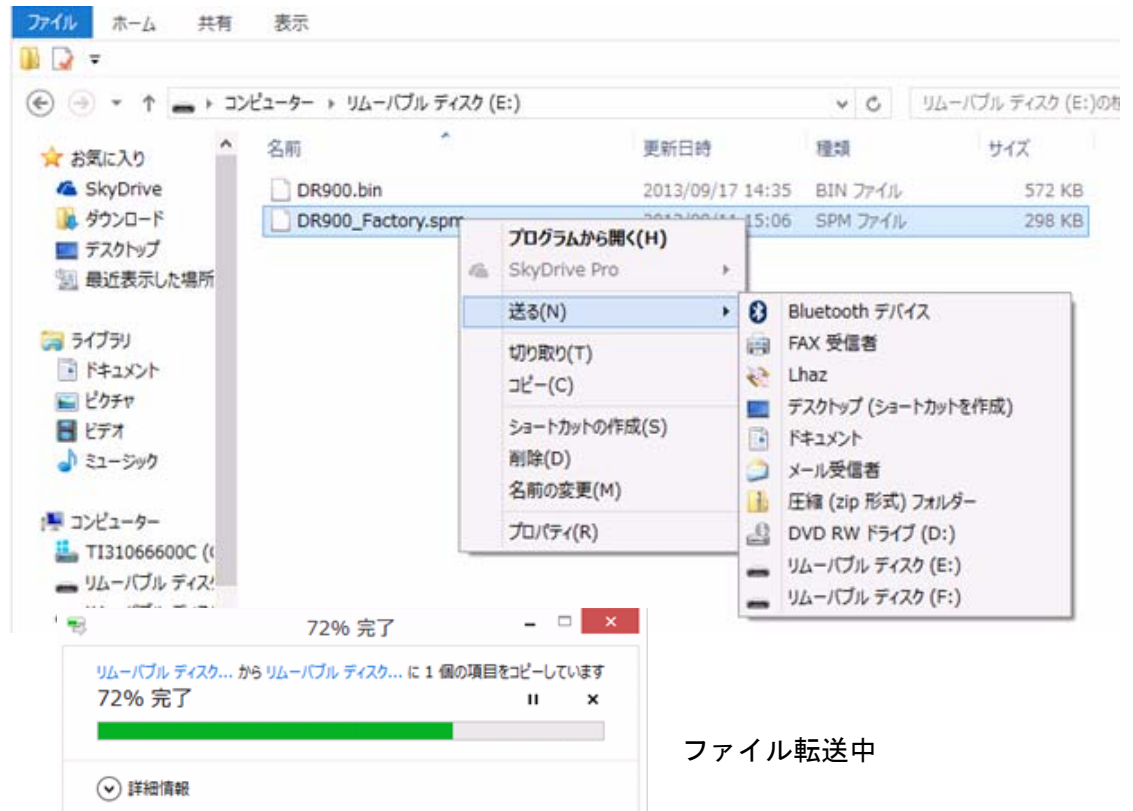 ファイル ホーム 共有 表示
コンピューター リムーバブル ディスク (E:) リムーバブル ディスク (E:)の
名前 更新日時 種類 サイズ
お気に入り
SkyDrive
ダウンロード
デスクトップ
最近表示した場所
ライブラリ
ドキュメント
ピクチャ
ビデオ
ミュージック
コンピューター
TI31066600C
リムーバブル ディス
DR900.bin 2013/09/17 14:35 BIN ファイル 572 KB
DR900_Factory.spm 15:06 SPM ファイル 298 KB
プログラムから開く(H)
SkyDrive Pro
送る(N)
切り取り(T)
コピー(C)
ショートカットの作成(S)
削除(D)
名前の変更(M)
プロパティ(R)
Bluetooth デバイス
FAX 受信者
Lhaz
デスクトップ (ショートカットを作成)
ドキュメント
メール受信者
圧縮 (zip 形式) フォルダー
DVD RW ドライブ (D:)
リムーバブル ディスク (E:)
リムーバブル ディスク (F:)
72% 完了
リムーバブル ディスク... から リムーバブル ディスク... に 1 個の項目をコピーしています
72% 完了
詳細情報
ファイル転送中